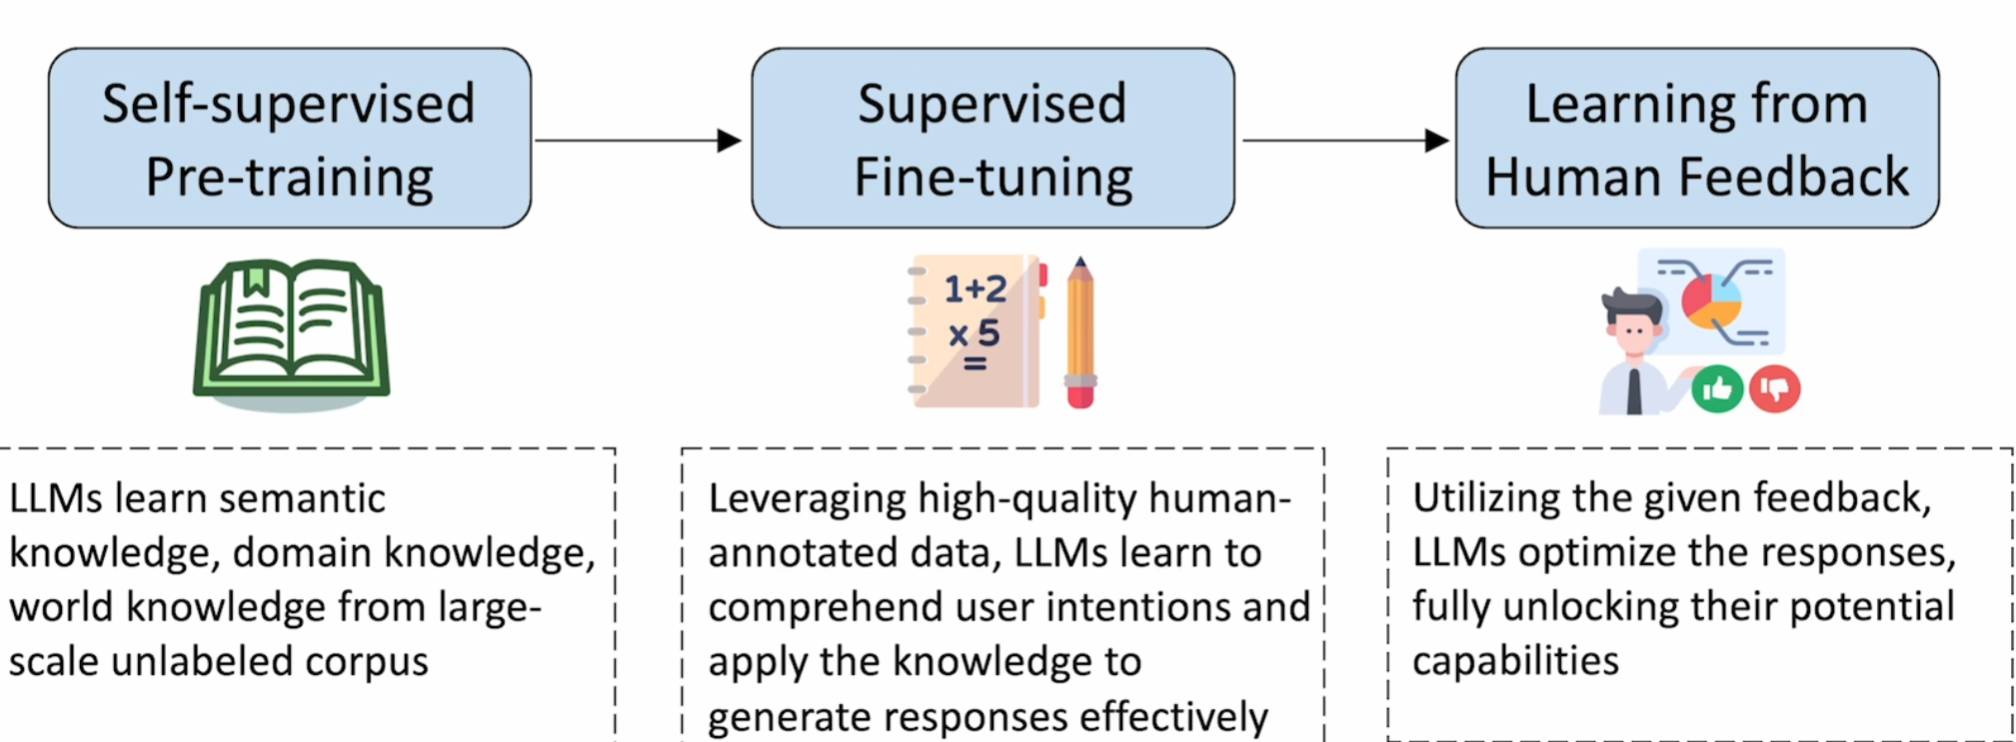 Self-supervised
Pre-training
Supervised
Fine-tuning
Learning from
Human Feedback
1+2
x 5
=
LLMs learn semantic
knowledge, domain knowledge,
world knowledge from large-
scale unlabeled corpus
Leveraging high-quality human-
annotated data, LLMs learn to
comprehend user intentions and
apply the knowledge to
generate responses effectively
Utilizing the given feedback,
LLMs optimize the responses,
fully unlocking their potential
capabilities